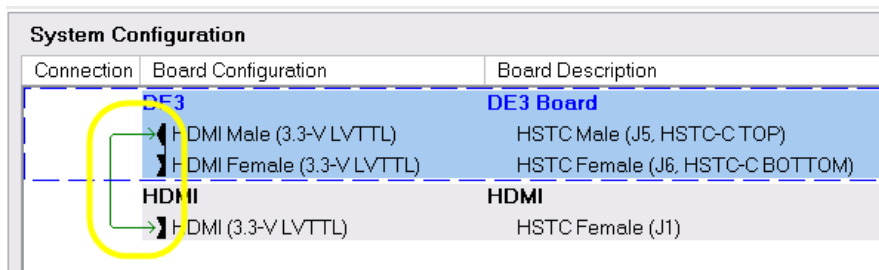 System Configuration
Connection Board Configuration Board Description
DE3 DE3 Board
HDMI Male (3.3-V LVTTL) HSTC Male (J5, HSTC-C TOP)
HDMI Female (3.3-V LVTTL) HSTC Female (J6, HSTC-C BOTTOM)
HDMI HDMI
HDMI (3.3-V LVTTL) HSTC Female (J1)